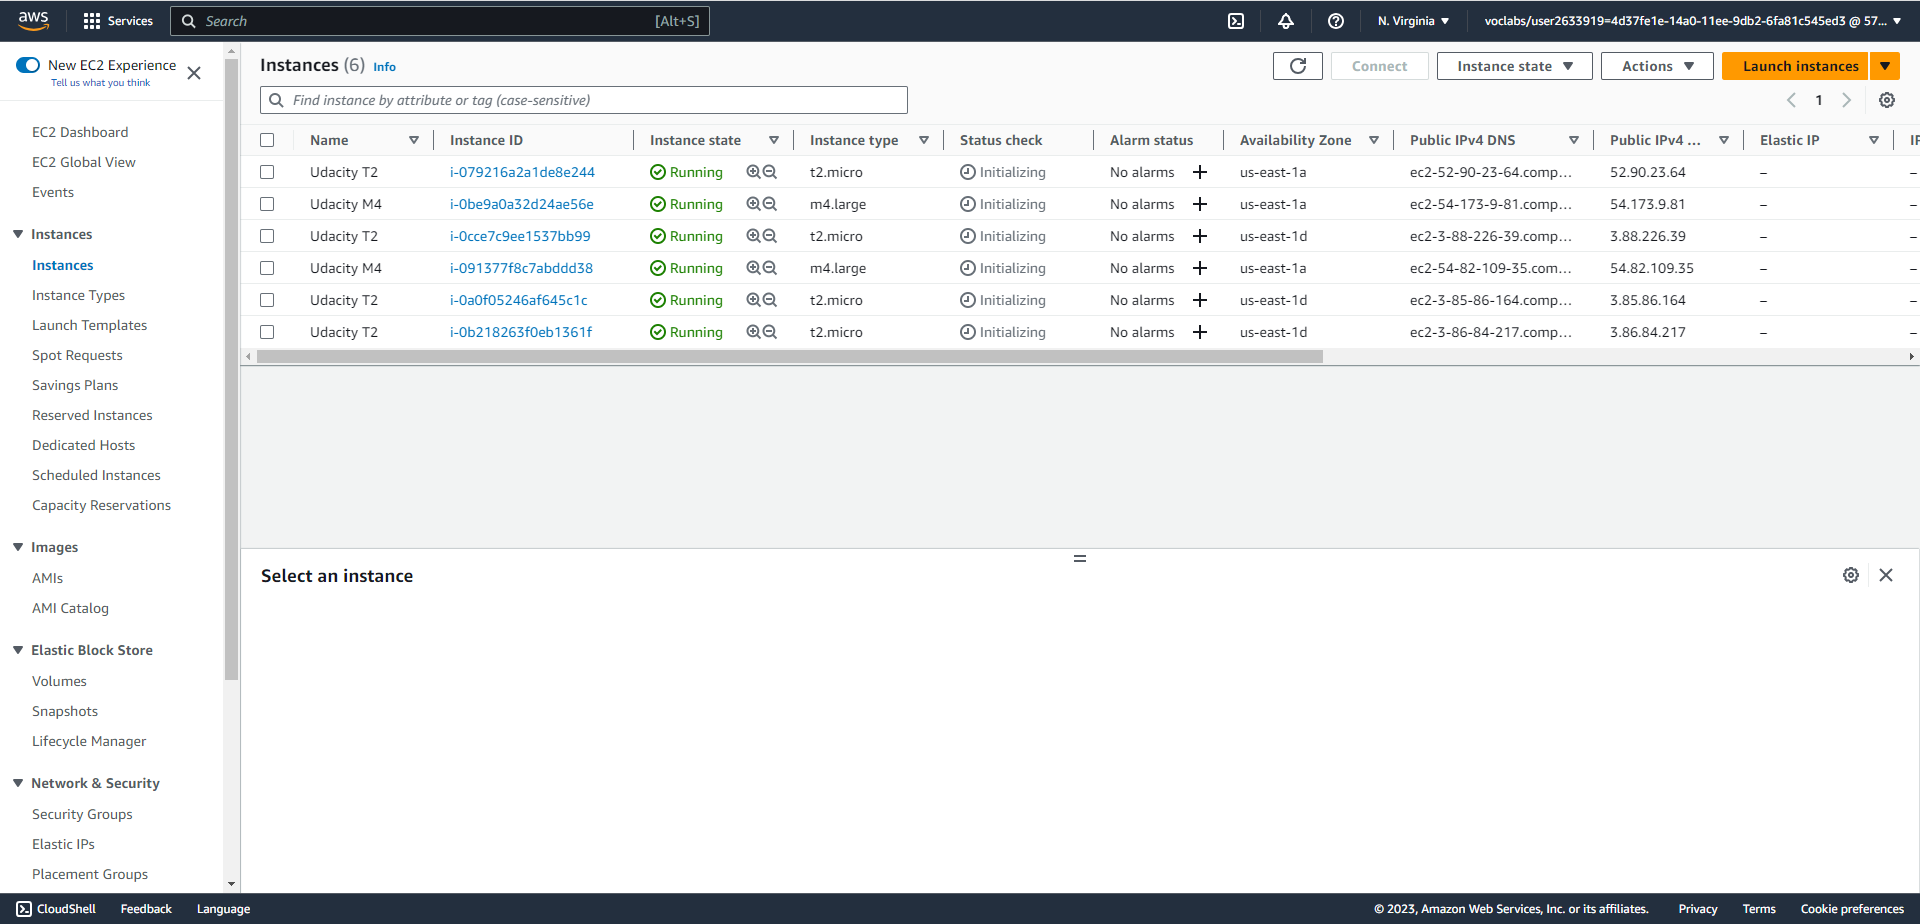 aws Services Search [Alt+S] N. Virginia voclabs/user2633919=4d37fe1e-14a0-11ee-9db2-6fa81c545ed3 @ 57...
New EC2 Experience
Tell us what you think
EC2 Dashboard
EC2 Global View
Events
Instances
Instances
Instance Types
Launch Templates
Spot Requests
Savings Plans
Reserved Instances
Dedicated Hosts
Scheduled Instances
Capacity Reservations
Images
AMIs
AMI Catalog
Elastic Block Store
Volumes
Snapshots
Lifecycle Manager
Network & Security
Security Groups
Elastic IPs
Placement Groups
Instances (6) Info Connect Instance state Actions Launch instances
Find instance by attribute or tag (case-sensitive) 1
Name Instance ID Instance state Instance type Status check Alarm status Availability Zone Public IPv4 DNS Public IPv4 ... Elastic IP IP
Udacity T2 i-079216a2a1de8e244 Running t2.micro Initializing No alarms + us-east-1a ec2-52-90-23-64.comp... 52.90.23.64 – –
Udacity M4 i-0be9a0a32d24ae56e Running m4.large Initializing No alarms + us-east-1a ec2-54-173-9-81.comp... 54.173.9.81 – –
Udacity T2 i-0cce7c9ee1537bb99 Running t2.micro Initializing No alarms + us-east-1d ec2-3-88-226-39.comp... 3.88.226.39 – –
Udacity M4 i-091377f8c7abddd38 Running m4.large Initializing No alarms + us-east-1a ec2-54-82-109-35.com... 54.82.109.35 – –
Udacity T2 i-0a0f05246af645c1c Running t2.micro Initializing No alarms + us-east-1d ec2-3-85-86-164.comp... 3.85.86.164 – –
Udacity T2 i-0b218263f0eb1361f Running t2.micro Initializing No alarms + us-east-1d ec2-3-86-84-217.comp... 3.86.84.217 – –
Select an instance
CloudShell Feedback Language © 2023, Amazon Web Services, Inc. or its affiliates. Privacy Terms Cookie preferences